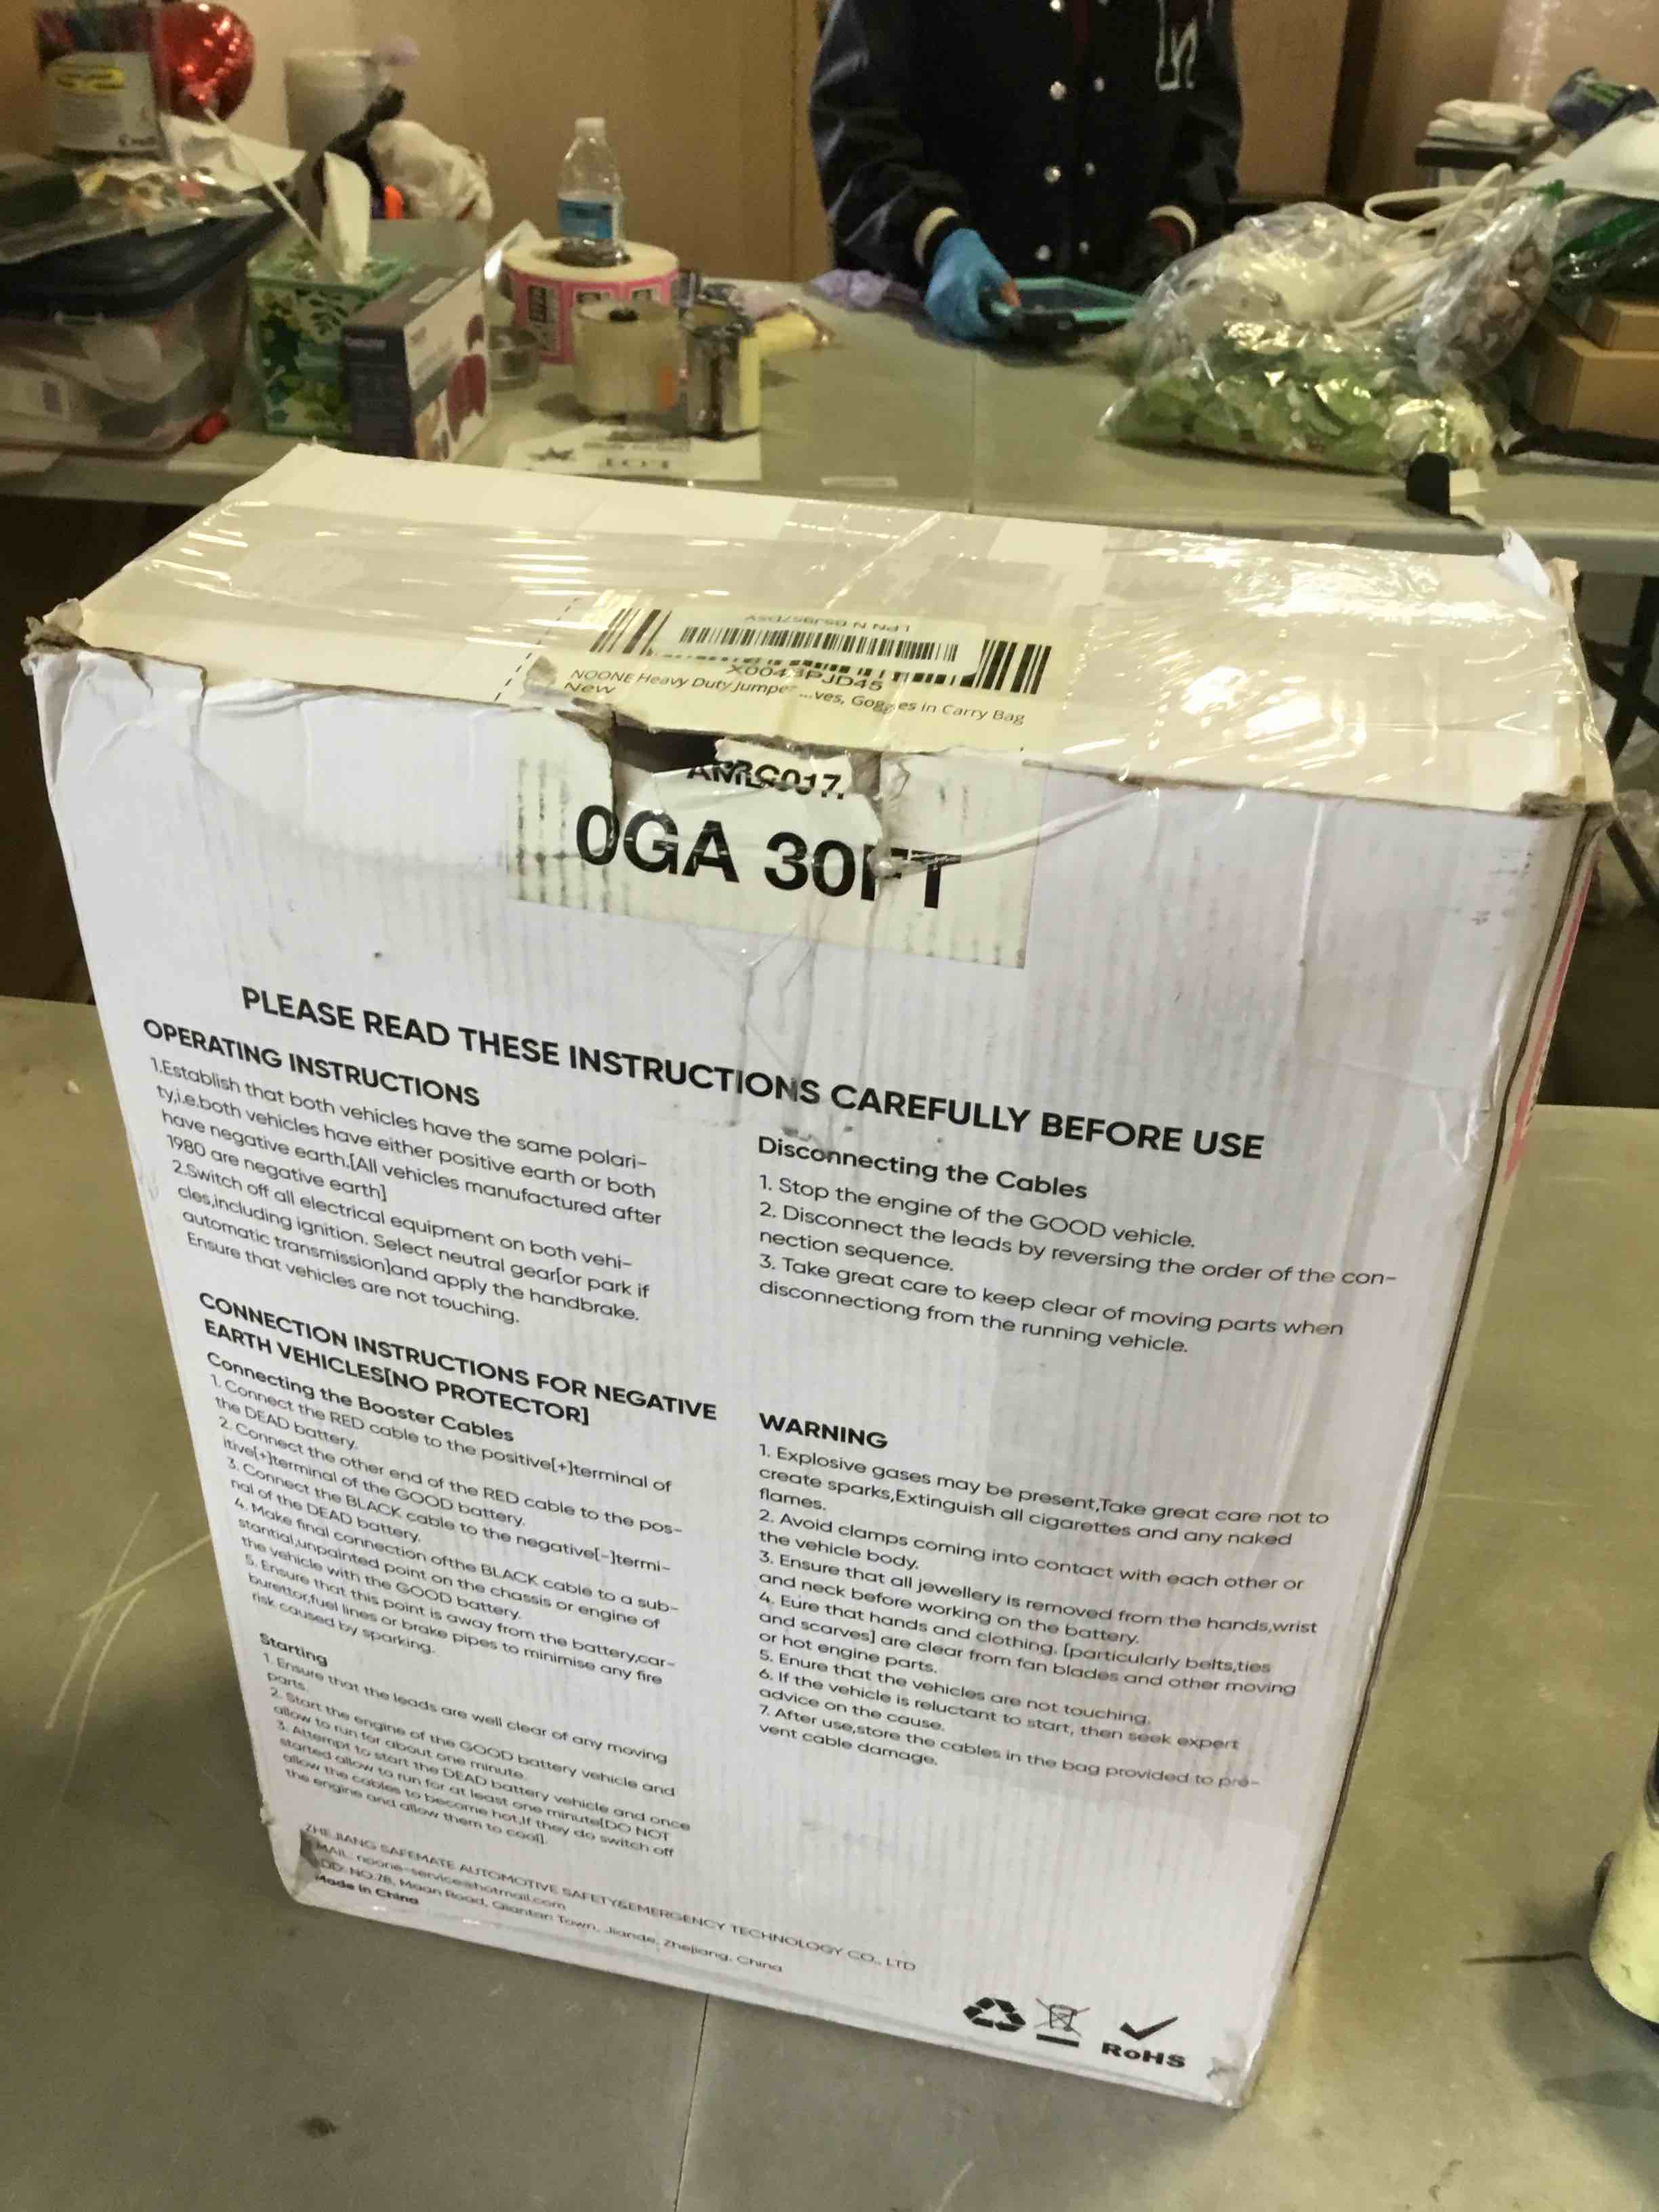 LOT
X0043PJD45
NOONE Heavy Duty Jumper ...ves, Goggles in Carry Bag
New
AMRC017.
0GA 30FT
PLEASE READ THESE INSTRUCTIONS CAREFULLY BEFORE USE
OPERATING INSTRUCTIONS
1.Establish that both vehicles have the same polari-
ty,i.e.both vehicles have either positive earth or both
have negative earth.[All vehicles manufactured after
1980 are negative earth]
2.Switch off all electrical equipment on both vehi-
cles,including ignition. Select neutral gear[or park if
automatic transmission]and apply the handbrake.
Ensure that vehicles are not touching.
CONNECTION INSTRUCTIONS FOR NEGATIVE
EARTH VEHICLES[NO PROTECTOR]
Connecting the Booster Cables
1. Connect the RED cable to the positive[+]terminal of
the DEAD battery.
2. Connect the other end of the RED cable to the pos-
itive[+]terminal of the GOOD battery.
3. Connect the BLACK cable to the negative[-]termi-
nal of the DEAD battery.
4. Make final connection ofthe BLACK cable to a sub-
stantial,unpainted point on the chassis or engine of
the vehicle with the GOOD battery.
5. Ensure that this point is away from the battery,car-
burettor,fuel lines or brake pipes to minimise any fire
risk caused by sparking.
Starting
1. Ensure that the leads are well clear of any moving
parts.
2. Start the engine of the GOOD battery vehicle and
allow to run for about one minute.
3. Attempt to start the DEAD battery vehicle and once
started allow to run for at least one minute[DO NOT
allow the cables to become hot,If they do switch off
the engine and allow them to cool].
Disconnecting the Cables
1. Stop the engine of the GOOD vehicle.
2. Disconnect the leads by reversing the order of the con-
nection sequence.
3. Take great care to keep clear of moving parts when
disconnectiong from the running vehicle.
WARNING
1. Explosive gases may be present,Take great care not to
create sparks,Extinguish all cigarettes and any naked
flames.
2. Avoid clamps coming into contact with each other or
the vehicle body.
3. Ensure that all jewellery is removed from the hands,wrist
and neck before working on the battery.
4. Eure that hands and clothing. [particularly belts,ties
and scarves] are clear from fan blades and other moving
or hot engine parts.
5. Enure that the vehicles are not touching.
6. If the vehicle is reluctant to start, then seek expert
advice on the cause.
7. After use,store the cables in the bag provided to pre-
vent cable damage.
ZHEJIANG SAFEMATE AUTOMOTIVE SAFETY&EMERGENCY TECHNOLOGY CO., LTD
MAIL: noone-service@hotmail.com
ADD: NO.78, Maan Road, Qiantan Town, Jiande, Zhejiang, China
Made in China
RoHS